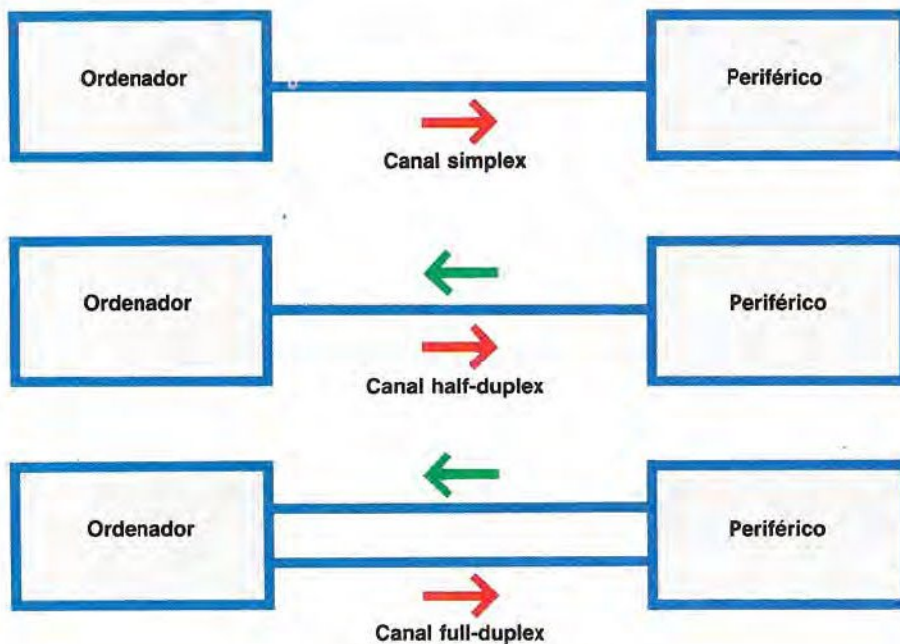 Ordenador
Periférico
Canal simplex
Ordenador
Periférico
Canal half-duplex
Ordenador
Periférico
Canal full-duplex